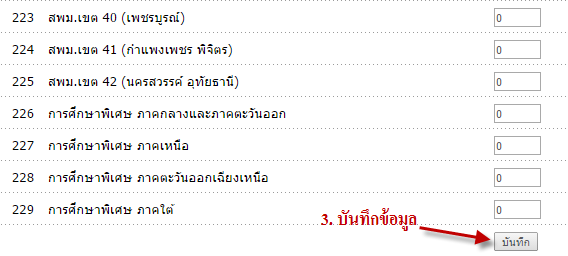 223 สพม.เขต 40 (เพชรบูรณ์) 0
224 สพม.เขต 41 (กำแพงเพชร พิจิตร) 0
225 สพม.เขต 42 (นครสวรรค์ อุทัยธานี) 0
226 การศึกษาพิเศษ ภาคกลางและภาคตะวันออก 0
227 การศึกษาพิเศษ ภาคเหนือ 0
228 การศึกษาพิเศษ ภาคตะวันออกเฉียงเหนือ 0
229 การศึกษาพิเศษ ภาคใต้ 0
3. บันทึกข้อมูล
บันทึก